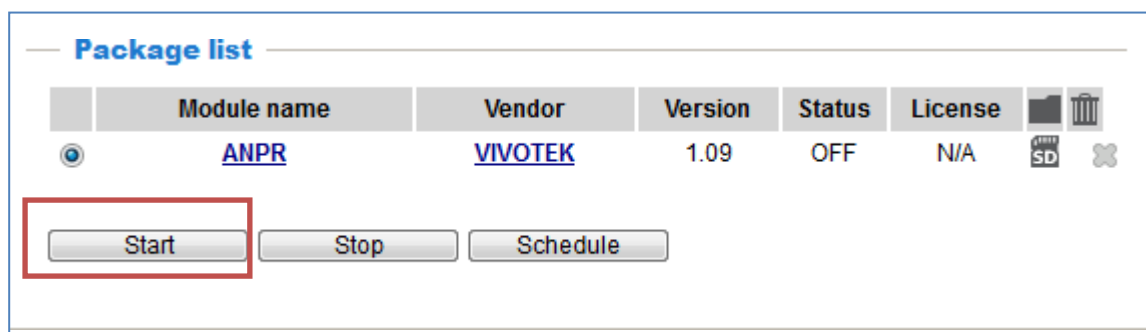 Package list
Module name Vendor Version Status License
ANPR VIVOTEK 1.09 OFF N/A SD
Start Stop Schedule